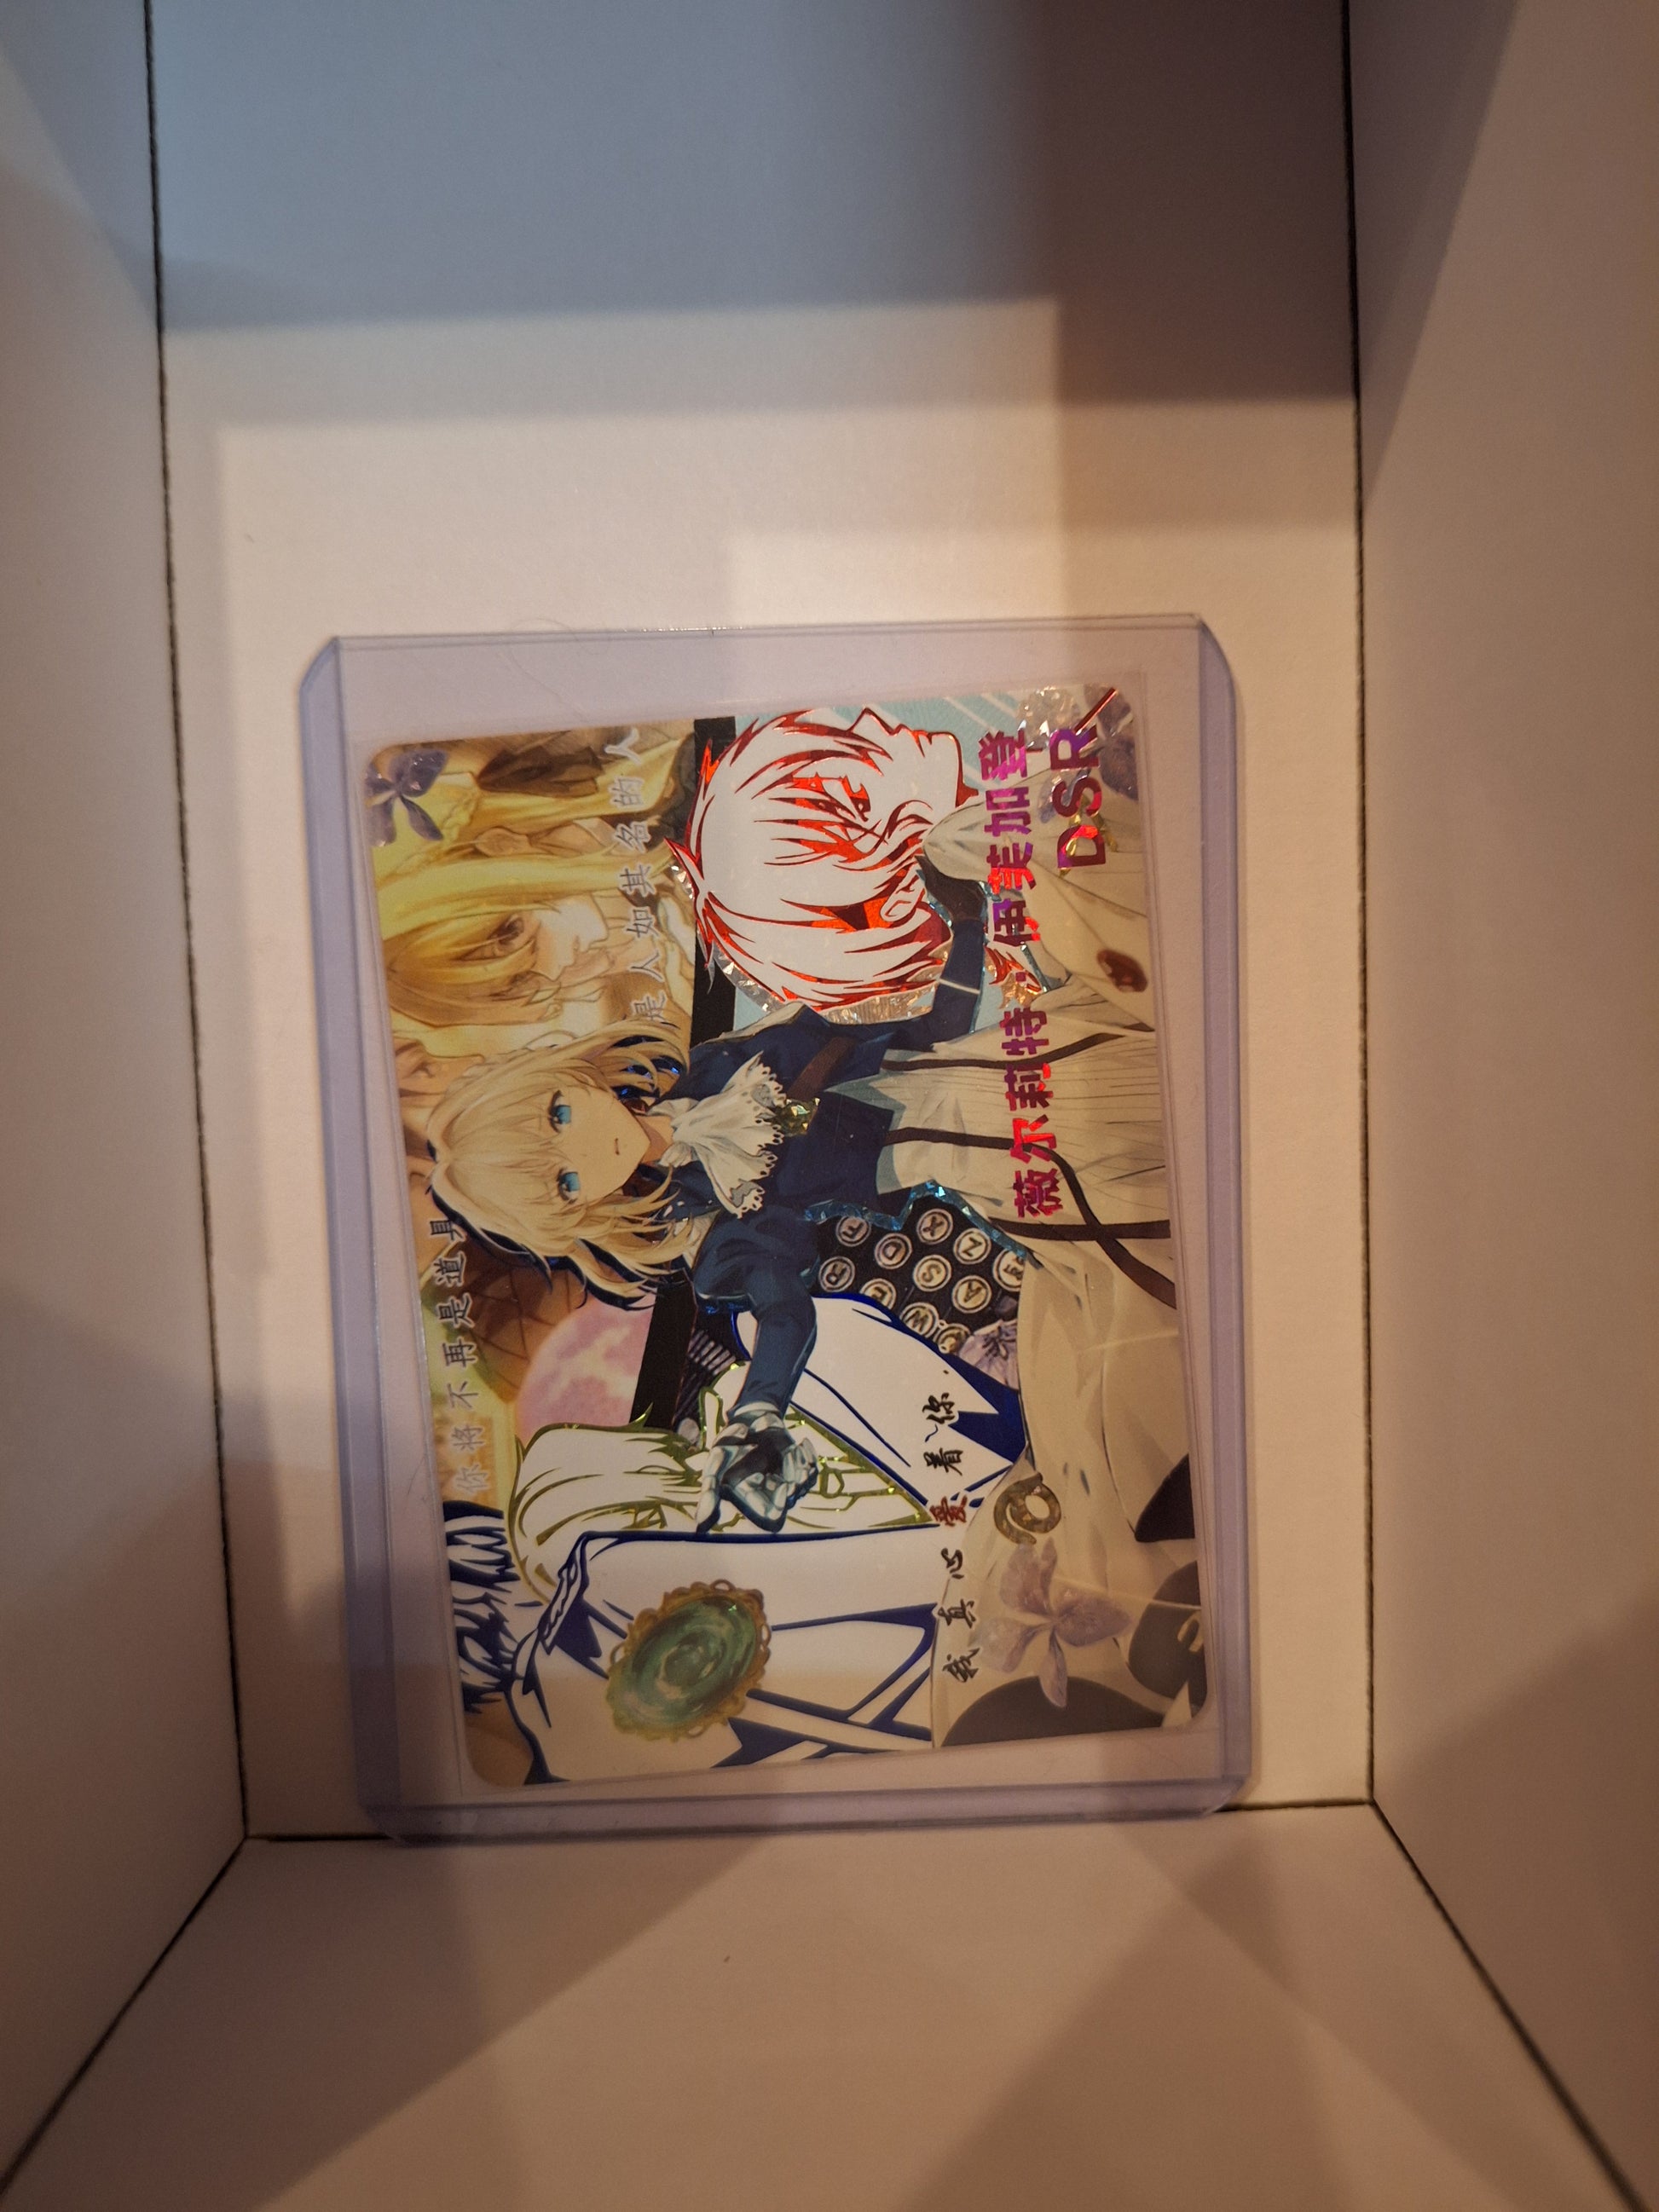 你将不再是道具
是人如其名的人
我真心爱着你.
薇尔莉特·伊芙加登
DSR